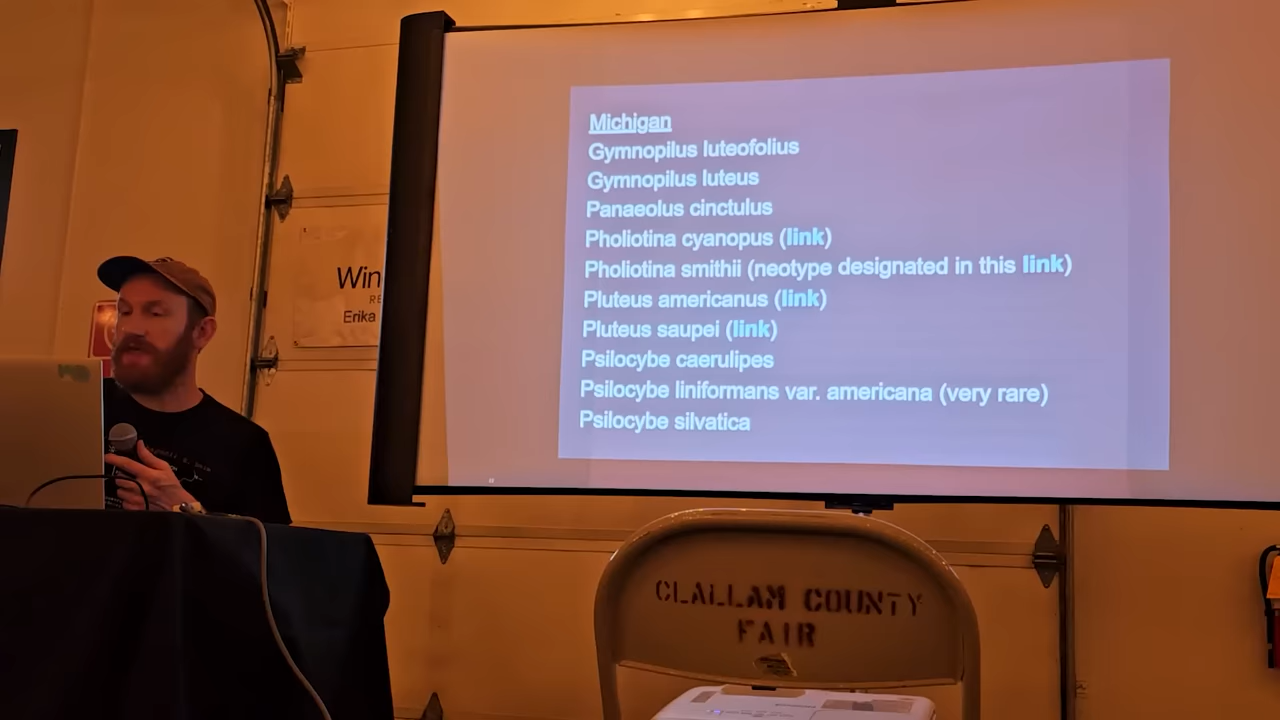 Michigan
Gymnopilus luteofolius
Gymnopilus luteus
Panaeolus cinctulus
Pholiotina cyanopus (link)
Pholiotina smithii (neotype designated in this link)
Pluteus americanus (link)
Pluteus saupei (link)
Psilocybe caerulipes
Psilocybe liniformans var. americana (very rare)
Psilocybe silvatica
Win
RE
Erika
CLALLAM COUNTY
FAIR